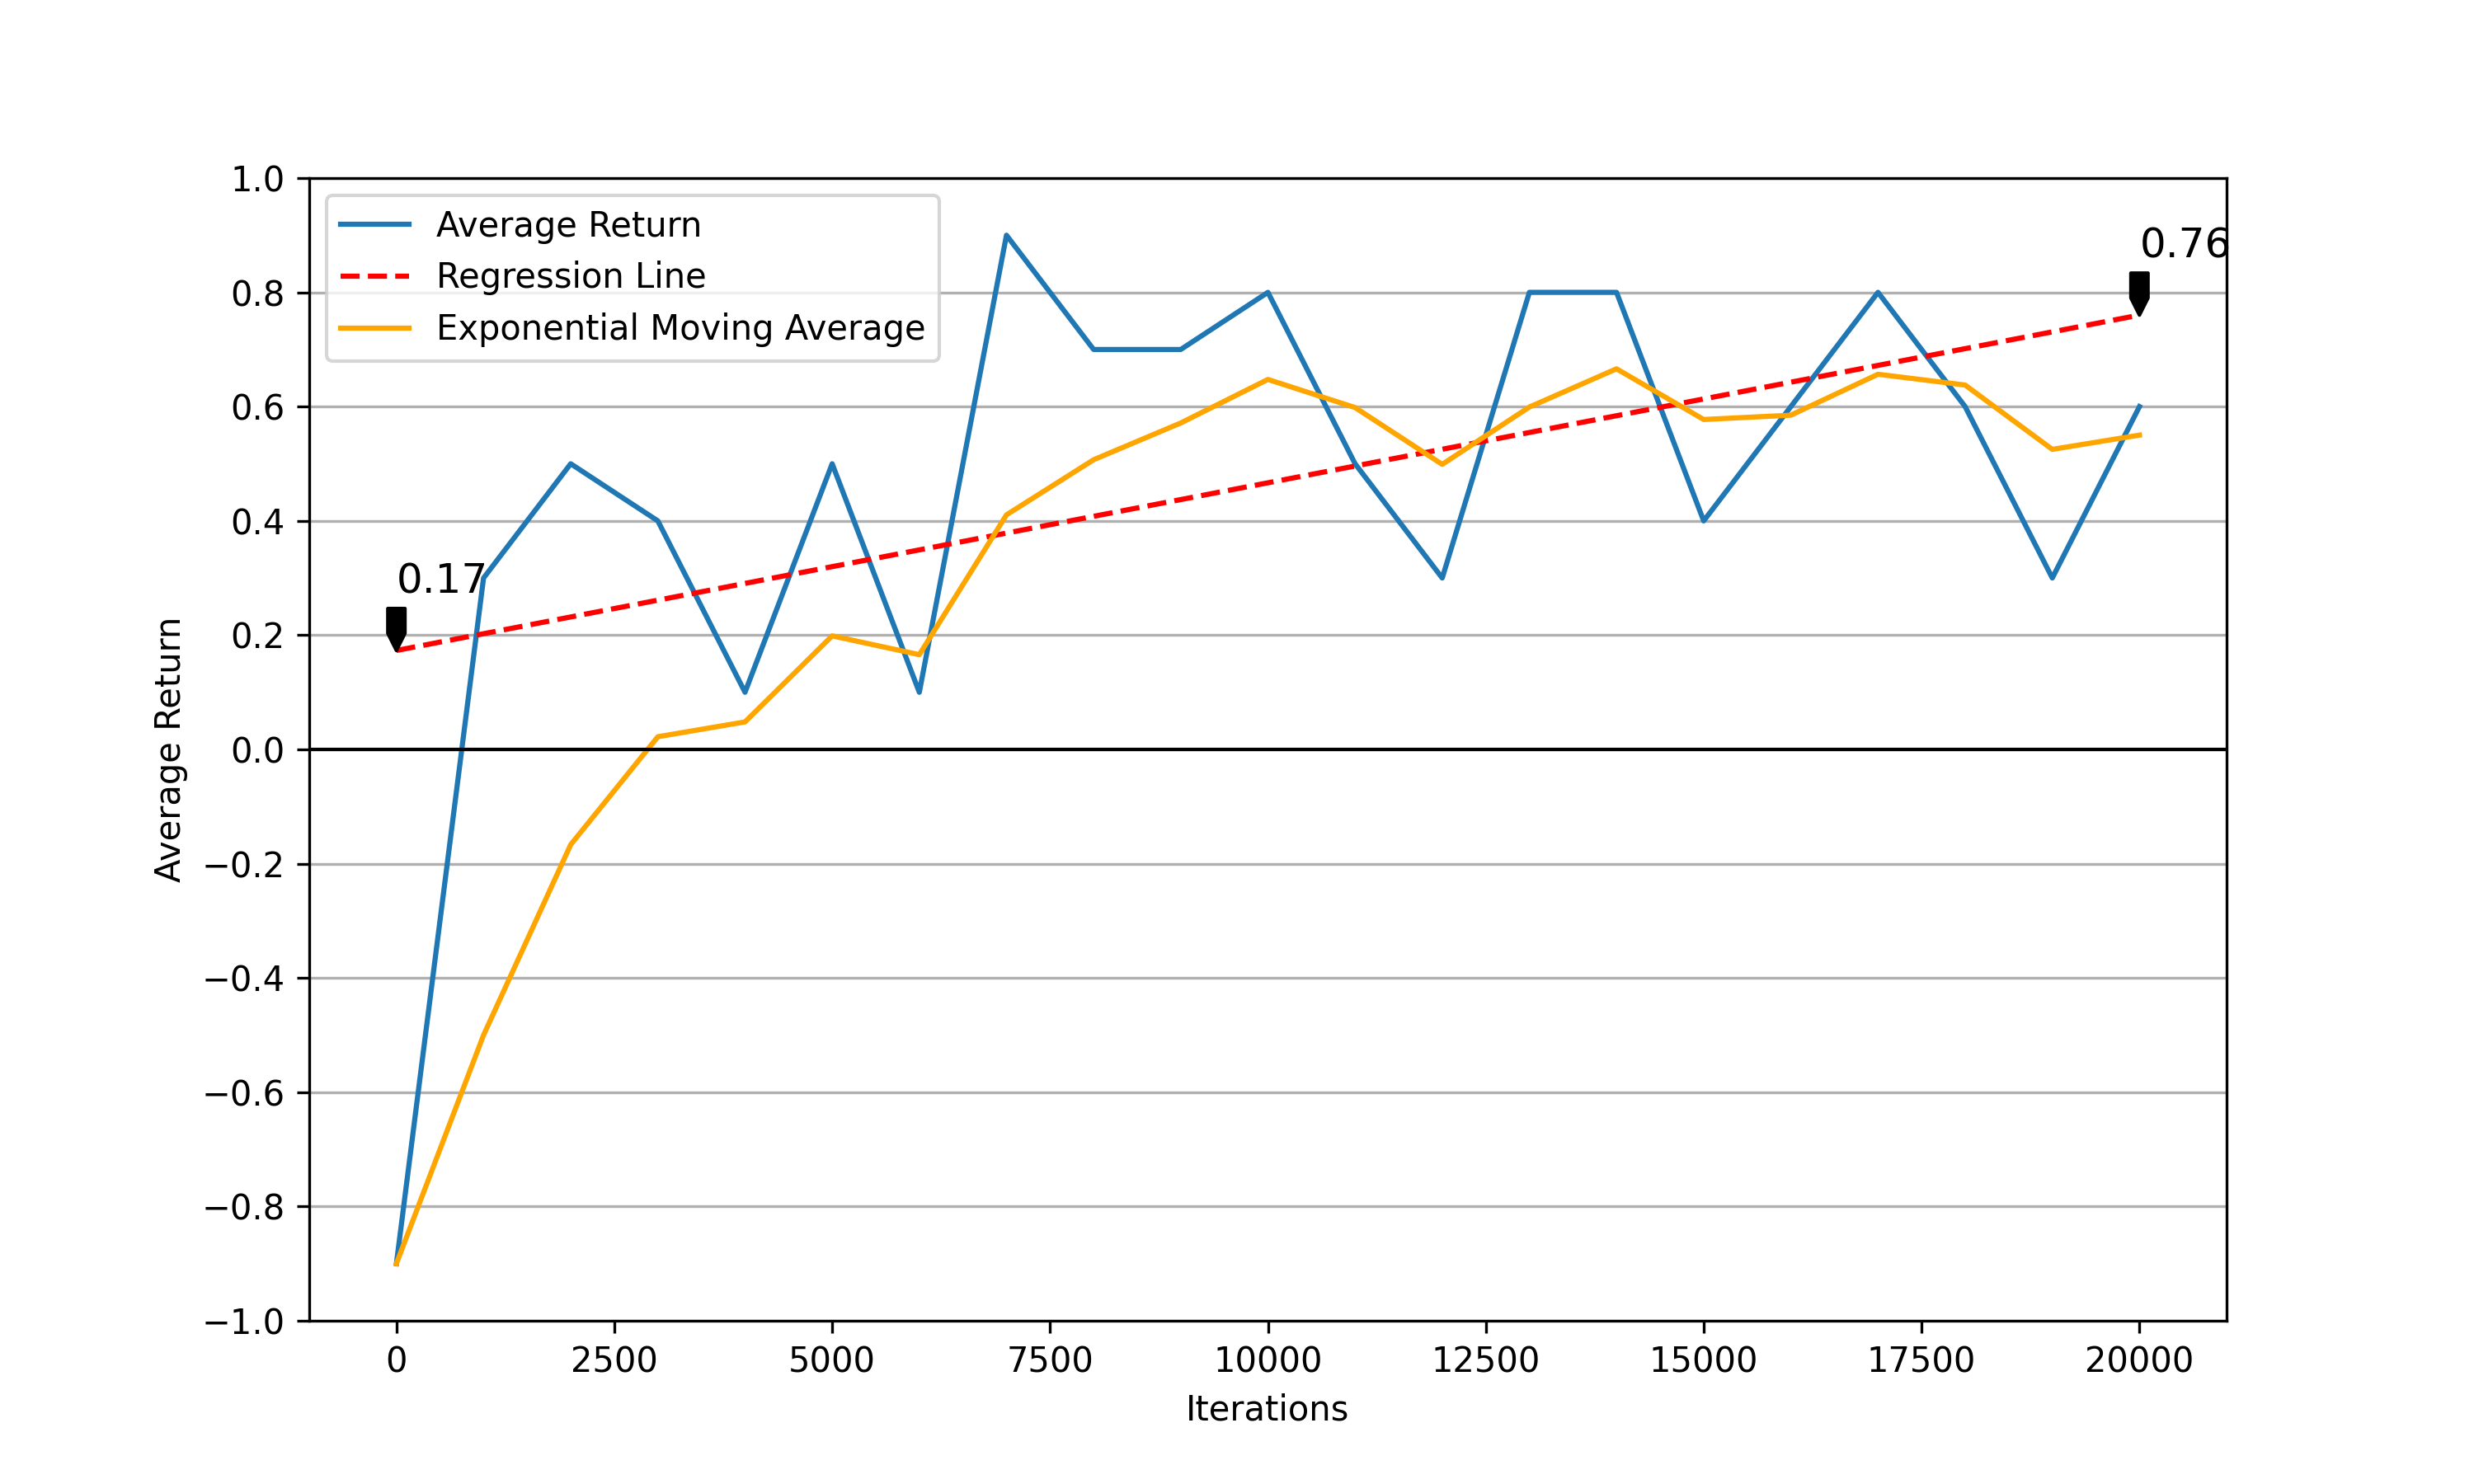 Average Return
Regression Line
Exponential Moving Average
0.76
0.17
1.0
0.8
0.6
0.4
0.2
0.0
−0.2
−0.4
−0.6
−0.8
−1.0
Average Return
0 2500 5000 7500 10000 12500 15000 17500 20000
Iterations